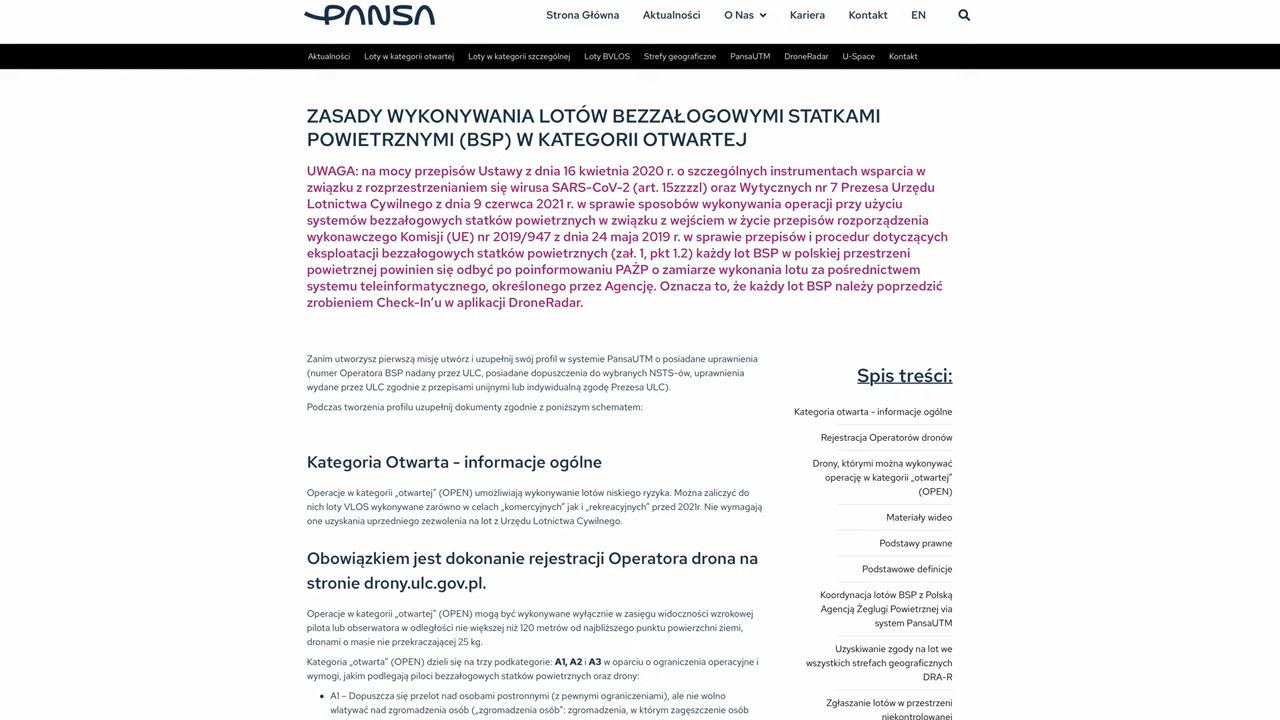 PANSA
Strona Główna Aktualności O Nas Kariera Kontakt EN
Aktualności Loty w kategorii otwartej Loty w kategorii szczególnej Loty BVLOS Strefy geograficzne PansaUTM DroneRadar U-Space Kontakt
ZASADY WYKONYWANIA LOTÓW BEZZAŁOGOWYMI STATKAMI
POWIETRZNYMI (BSP) W KATEGORII OTWARTEJ
UWAGA: na mocy przepisów Ustawy z dnia 16 kwietnia 2020 r. o szczególnych instrumentach wsparcia w
związku z rozprzestrzenianiem się wirusa SARS-CoV-2 (art. 15zzzzl) oraz Wytycznych nr 7 Prezesa Urzędu
Lotnictwa Cywilnego z dnia 9 czerwca 2021 r. w sprawie sposobów wykonywania operacji przy użyciu
systemów bezzałogowych statków powietrznych w związku z wejściem w życie przepisów rozporządzenia
wykonawczego Komisji (UE) nr 2019/947 z dnia 24 maja 2019 r. w sprawie przepisów i procedur dotyczących
eksploatacji bezzałogowych statków powietrznych (zał. 1, pkt 1.2) każdy lot BSP w polskiej przestrzeni
powietrznej powinien się odbyć po poinformowaniu PAŻP o zamiarze wykonania lotu za pośrednictwem
systemu teleinformatycznego, określonego przez Agencję. Oznacza to, że każdy lot BSP należy poprzedzić
zrobieniem Check-In’u w aplikacji DroneRadar.
Zanim utworzysz pierwszą misję utwórz i uzupełnij swój profil w systemie PansaUTM o posiadane uprawnienia
(numer Operatora BSP nadany przez ULC, posiadane dopuszczenia do wybranych NSTS-ów, uprawnienia
wydane przez ULC zgodnie z przepisami unijnymi lub indywidualną zgodę Prezesa ULC).
Podczas tworzenia profilu uzupełnij dokumenty zgodnie z poniższym schematem:
Kategoria Otwarta - informacje ogólne
Operacje w kategorii „otwartej” (OPEN) umożliwiają wykonywanie lotów niskiego ryzyka. Można zaliczyć do
nich loty VLOS wykonywane zarówno w celach „komercyjnych” jak i „rekreacyjnych” przed 2021r. Nie wymagają
one uzyskania uprzedniego zezwolenia na lot z Urzędu Lotnictwa Cywilnego.
Obowiązkiem jest dokonanie rejestracji Operatora drona na
stronie drony.ulc.gov.pl.
Operacje w kategorii „otwartej” (OPEN) mogą być wykonywane wyłącznie w zasięgu widoczności wzrokowej
pilota lub obserwatora w odległości nie większej niż 120 metrów od najbliższego punktu powierzchni ziemi,
dronami o masie nie przekraczającej 25 kg.
Kategoria „otwarta” (OPEN) dzieli się na trzy podkategorie: A1, A2 i A3 w oparciu o ograniczenia operacyjne i
wymogi, jakim podlegają piloci bezzałogowych statków powietrznych oraz drony:
• A1 – Dopuszcza się przelot nad osobami postronnymi (z pewnymi ograniczeniami), ale nie wolno
wlatywać nad zgromadzenia osób („zgromadzenia osób”: zgromadzenia, w którym zagęszczenie osób
Spis treści:
Kategoria otwarta - informacje ogólne
Rejestracja Operatorów dronów
Drony, którymi można wykonywać
operację w kategorii „otwartej”
(OPEN)
Materiały wideo
Podstawy prawne
Podstawowe definicje
Koordynacja lotów BSP z Polską
Agencją Żeglugi Powietrznej via
system PansaUTM
Uzyskiwanie zgody na lot we
wszystkich strefach geograficznych
DRA-R
Zgłaszanie lotów w przestrzeni
niekontrolowanej